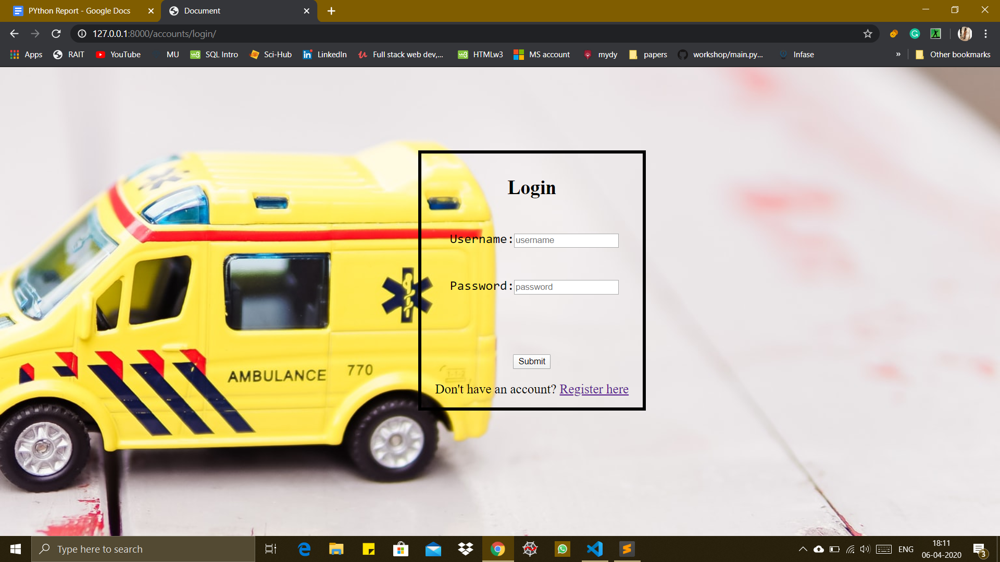 PYthon Report - Google Docs
Document
127.0.0.1:8000/accounts/login/
Apps
RAIT
YouTube
MU
SQL Intro
Sci-Hub
LinkedIn
Full stack web dev,...
HTMLw3
MS account
mydy
papers
workshop/main.py...
Infase
»
Other bookmarks
Login
Username:
username
Password:
password
Submit
Don't have an account? Register here
AMBULANCE 770
1-1-2
Type here to search
ENG
18:11
06-04-2020
3